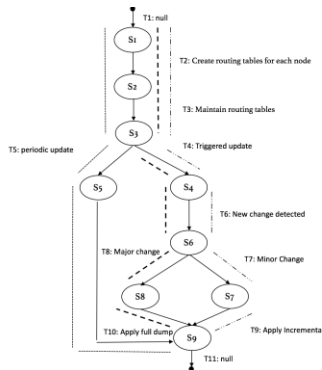 T1: null
S1
T2: Create routing tables for each node
S2
T3: Maintain routing tables
S3
T5: periodic update
T4: Triggered update
S5
S4
T6: New change detected
S6
T8: Major change
T7: Minor Change
S8
S7
T10: Apply full dump
T9: Apply Incrementa
S9
T11: null